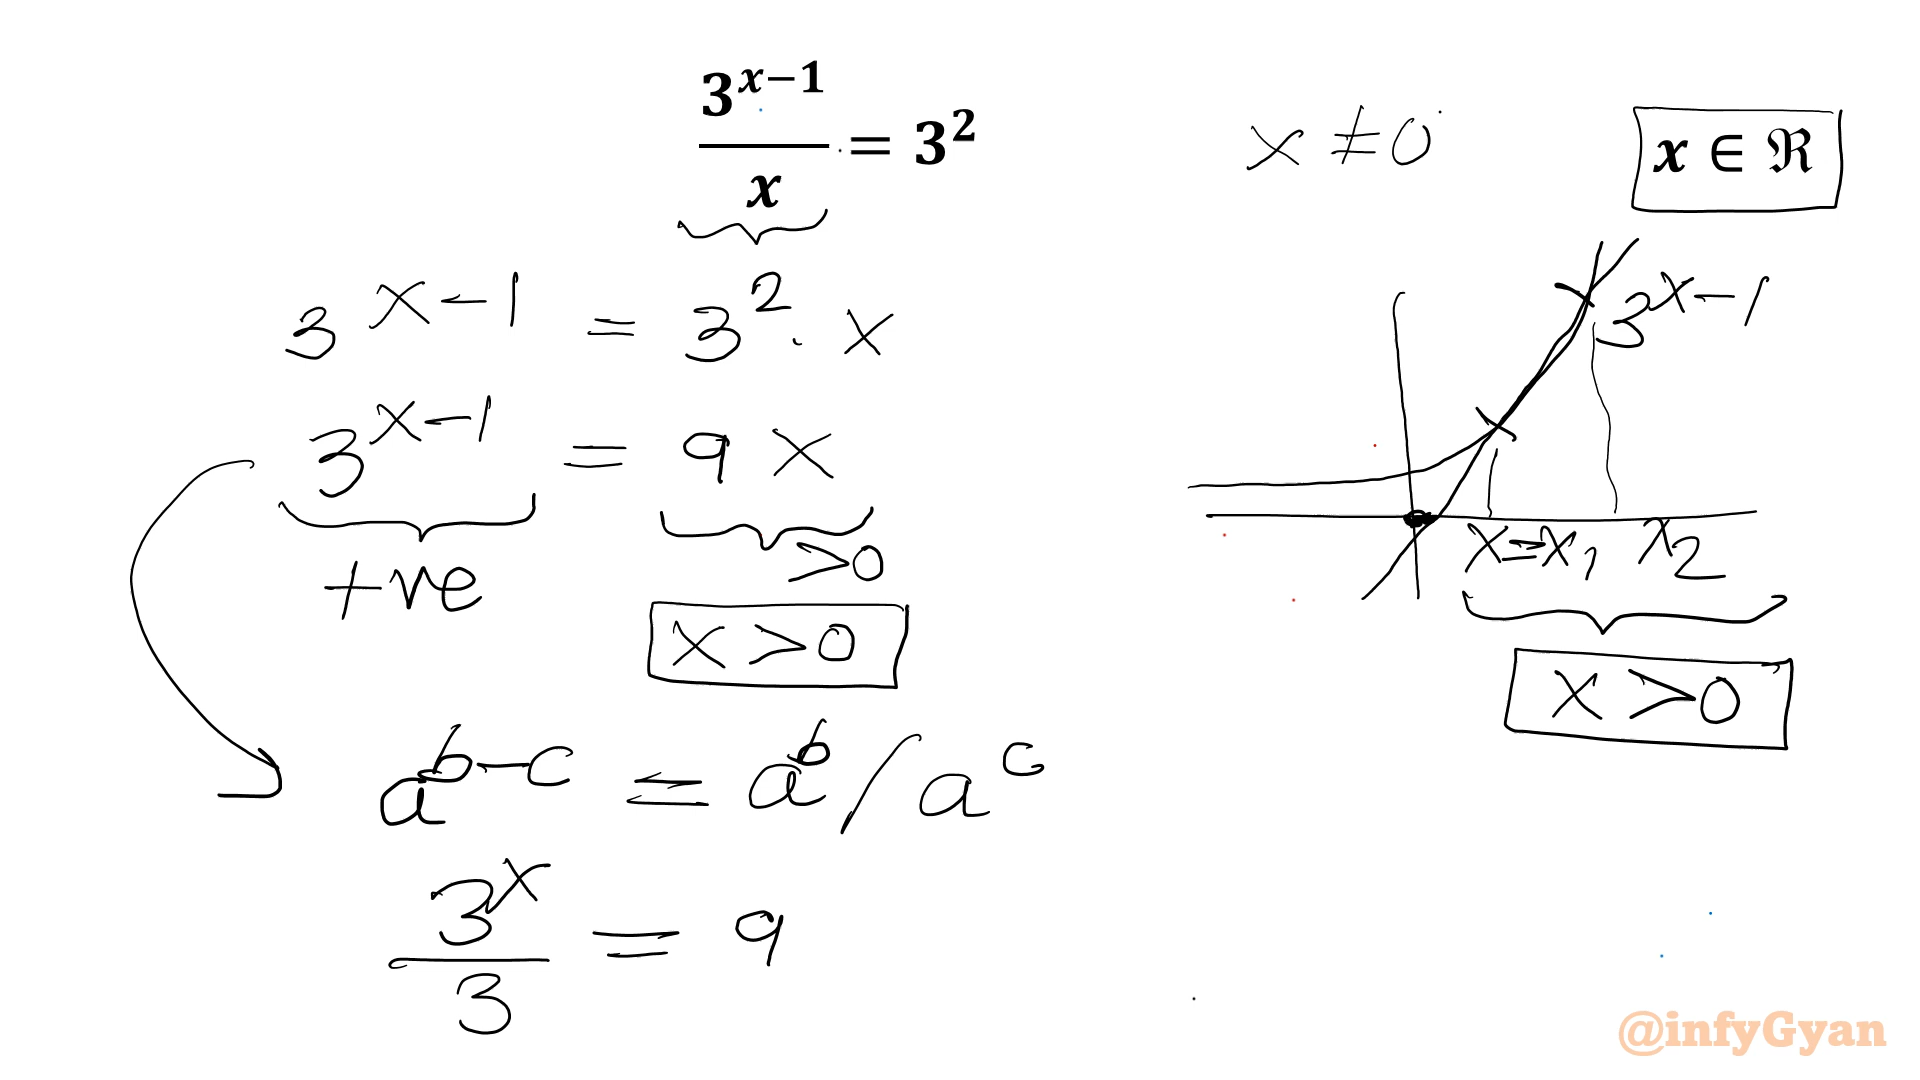 3^{x-1}/x = 3^2
x ≠ 0
x ∈ ℜ
3^{x-1} = 3^2 · x
3^{x-1} = 9x
+ve
>0
x > 0
a^{b-c} = a^b / a^c
3^x/3 = 9
3^{x-1}
x = x_1 x_2
x > 0
@infyGyan